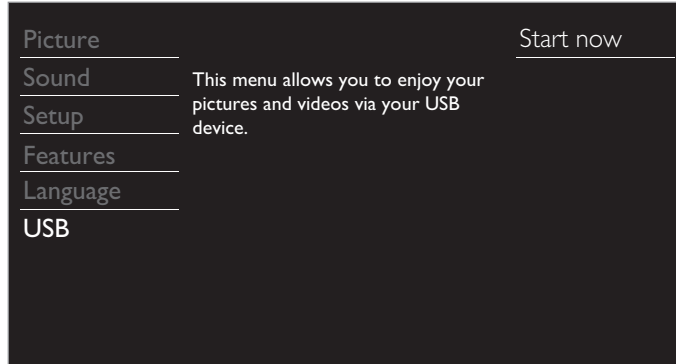 Picture
Sound
Setup
Features
Language
USB
This menu allows you to enjoy your
pictures and videos via your USB
device.
Start now